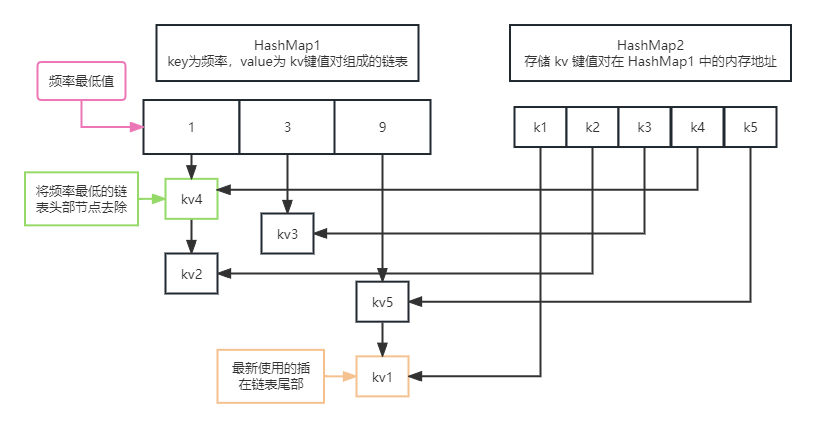 HashMap1
key为频率，value为 kv键值对组成的链表
HashMap2
存储 kv 键值对在 HashMap1 中的内存地址
频率最低值
1
3
9
k1
k2
k3
k4
k5
将频率最低的链
表头部节点去除
kv4
kv3
kv2
kv5
最新使用的插
在链表尾部
kv1